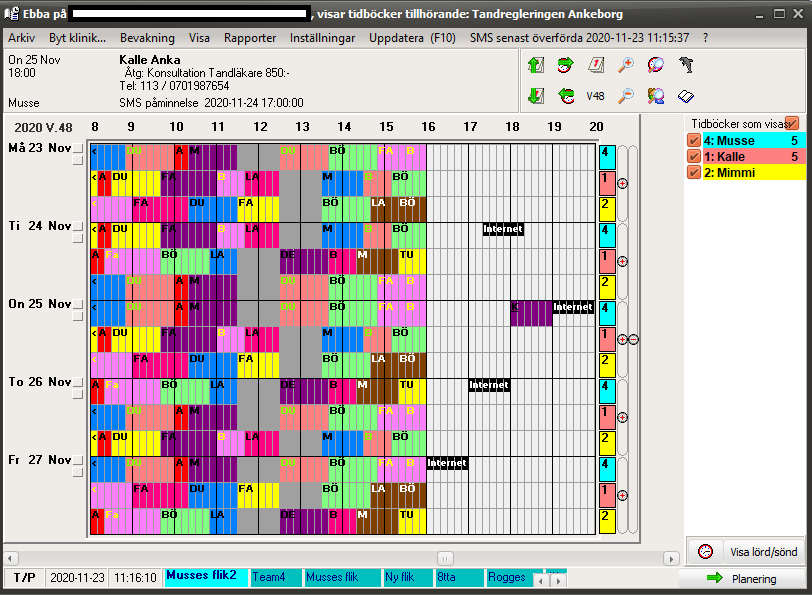 Ebba på , visar tidböcker tillhörande: Tandregleringen Ankeborg
Arkiv Byt klinik... Bevakning Visa Rapporter Inställningar Uppdatera (F10) SMS senast överförda 2020-11-23 11:15:37 ?
On 25 Nov Kalle Anka
18:00 Åtg: Konsultation Tandläkare 850:-
Tel: 113 / 0701987654
Musse SMS påminnelse 2020-11-24 17:00:00
V48
2020 V.48 8 9 10 11 12 13 14 15 16 17 18 19 20
Tidböcker som visas
4: Musse 5
1: Kalle 5
2: Mimmi
Må 23 Nov < DU A M DU BÖ FA B 4
< A DU FA B LA M B BÖ 1
< FA DU FA BÖ LA BÖ 2
Ti 24 Nov < A DU FA B LA M B BÖ Internet 4
A Fa BÖ LA DE B M TU 1
< DU A M DU BÖ FA B 2
On 25 Nov < DU A M DU BÖ FA B K Internet 4
< A DU FA B LA M B BÖ 1
< FA DU FA BÖ LA BÖ 2
To 26 Nov A Fa BÖ LA DE B M TU Internet 4
< DU A M DU BÖ FA B 1
< A DU FA B LA M B BÖ 2
Fr 27 Nov < DU A M DU BÖ FA B Internet 4
< FA DU FA BÖ LA BÖ 1
A Fa BÖ LA DE B M TU 2
Visa lörd/sönd
T/P 2020-11-23 11:16:10 Musses flik2 Team4 Musses flik Ny flik 8tta Rogges
Planering